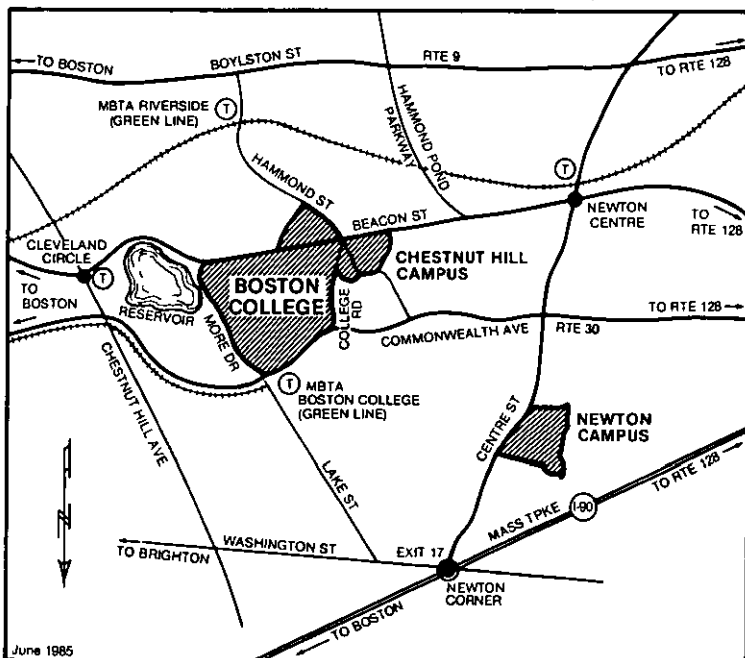 TO BOSTON
BOYLSTON ST
RTE 9
TO RTE 128
MBTA RIVERSIDE
(GREEN LINE)
T
HAMMOND POND
PARKWAY
T
HAMMOND ST
BEACON ST
NEWTON
CENTRE
TO
RTE 128
CLEVELAND
CIRCLE
T
TO
BOSTON
RESERVOIR
BOSTON
COLLEGE
CHESTNUT HILL
CAMPUS
COLLEGE
RD
MORE DR
COMMONWEALTH AVE
RTE 30
RTE 128
T
MBTA
BOSTON COLLEGE
(GREEN LINE)
CHESTNUT HILL AVE
CENTRE ST
NEWTON
CAMPUS
LAKE ST
N
MASS TPKE
I-90
TO RTE 128
TO BRIGHTON
WASHINGTON ST
EXIT 17
NEWTON
CORNER
TO BOSTON
June 1985